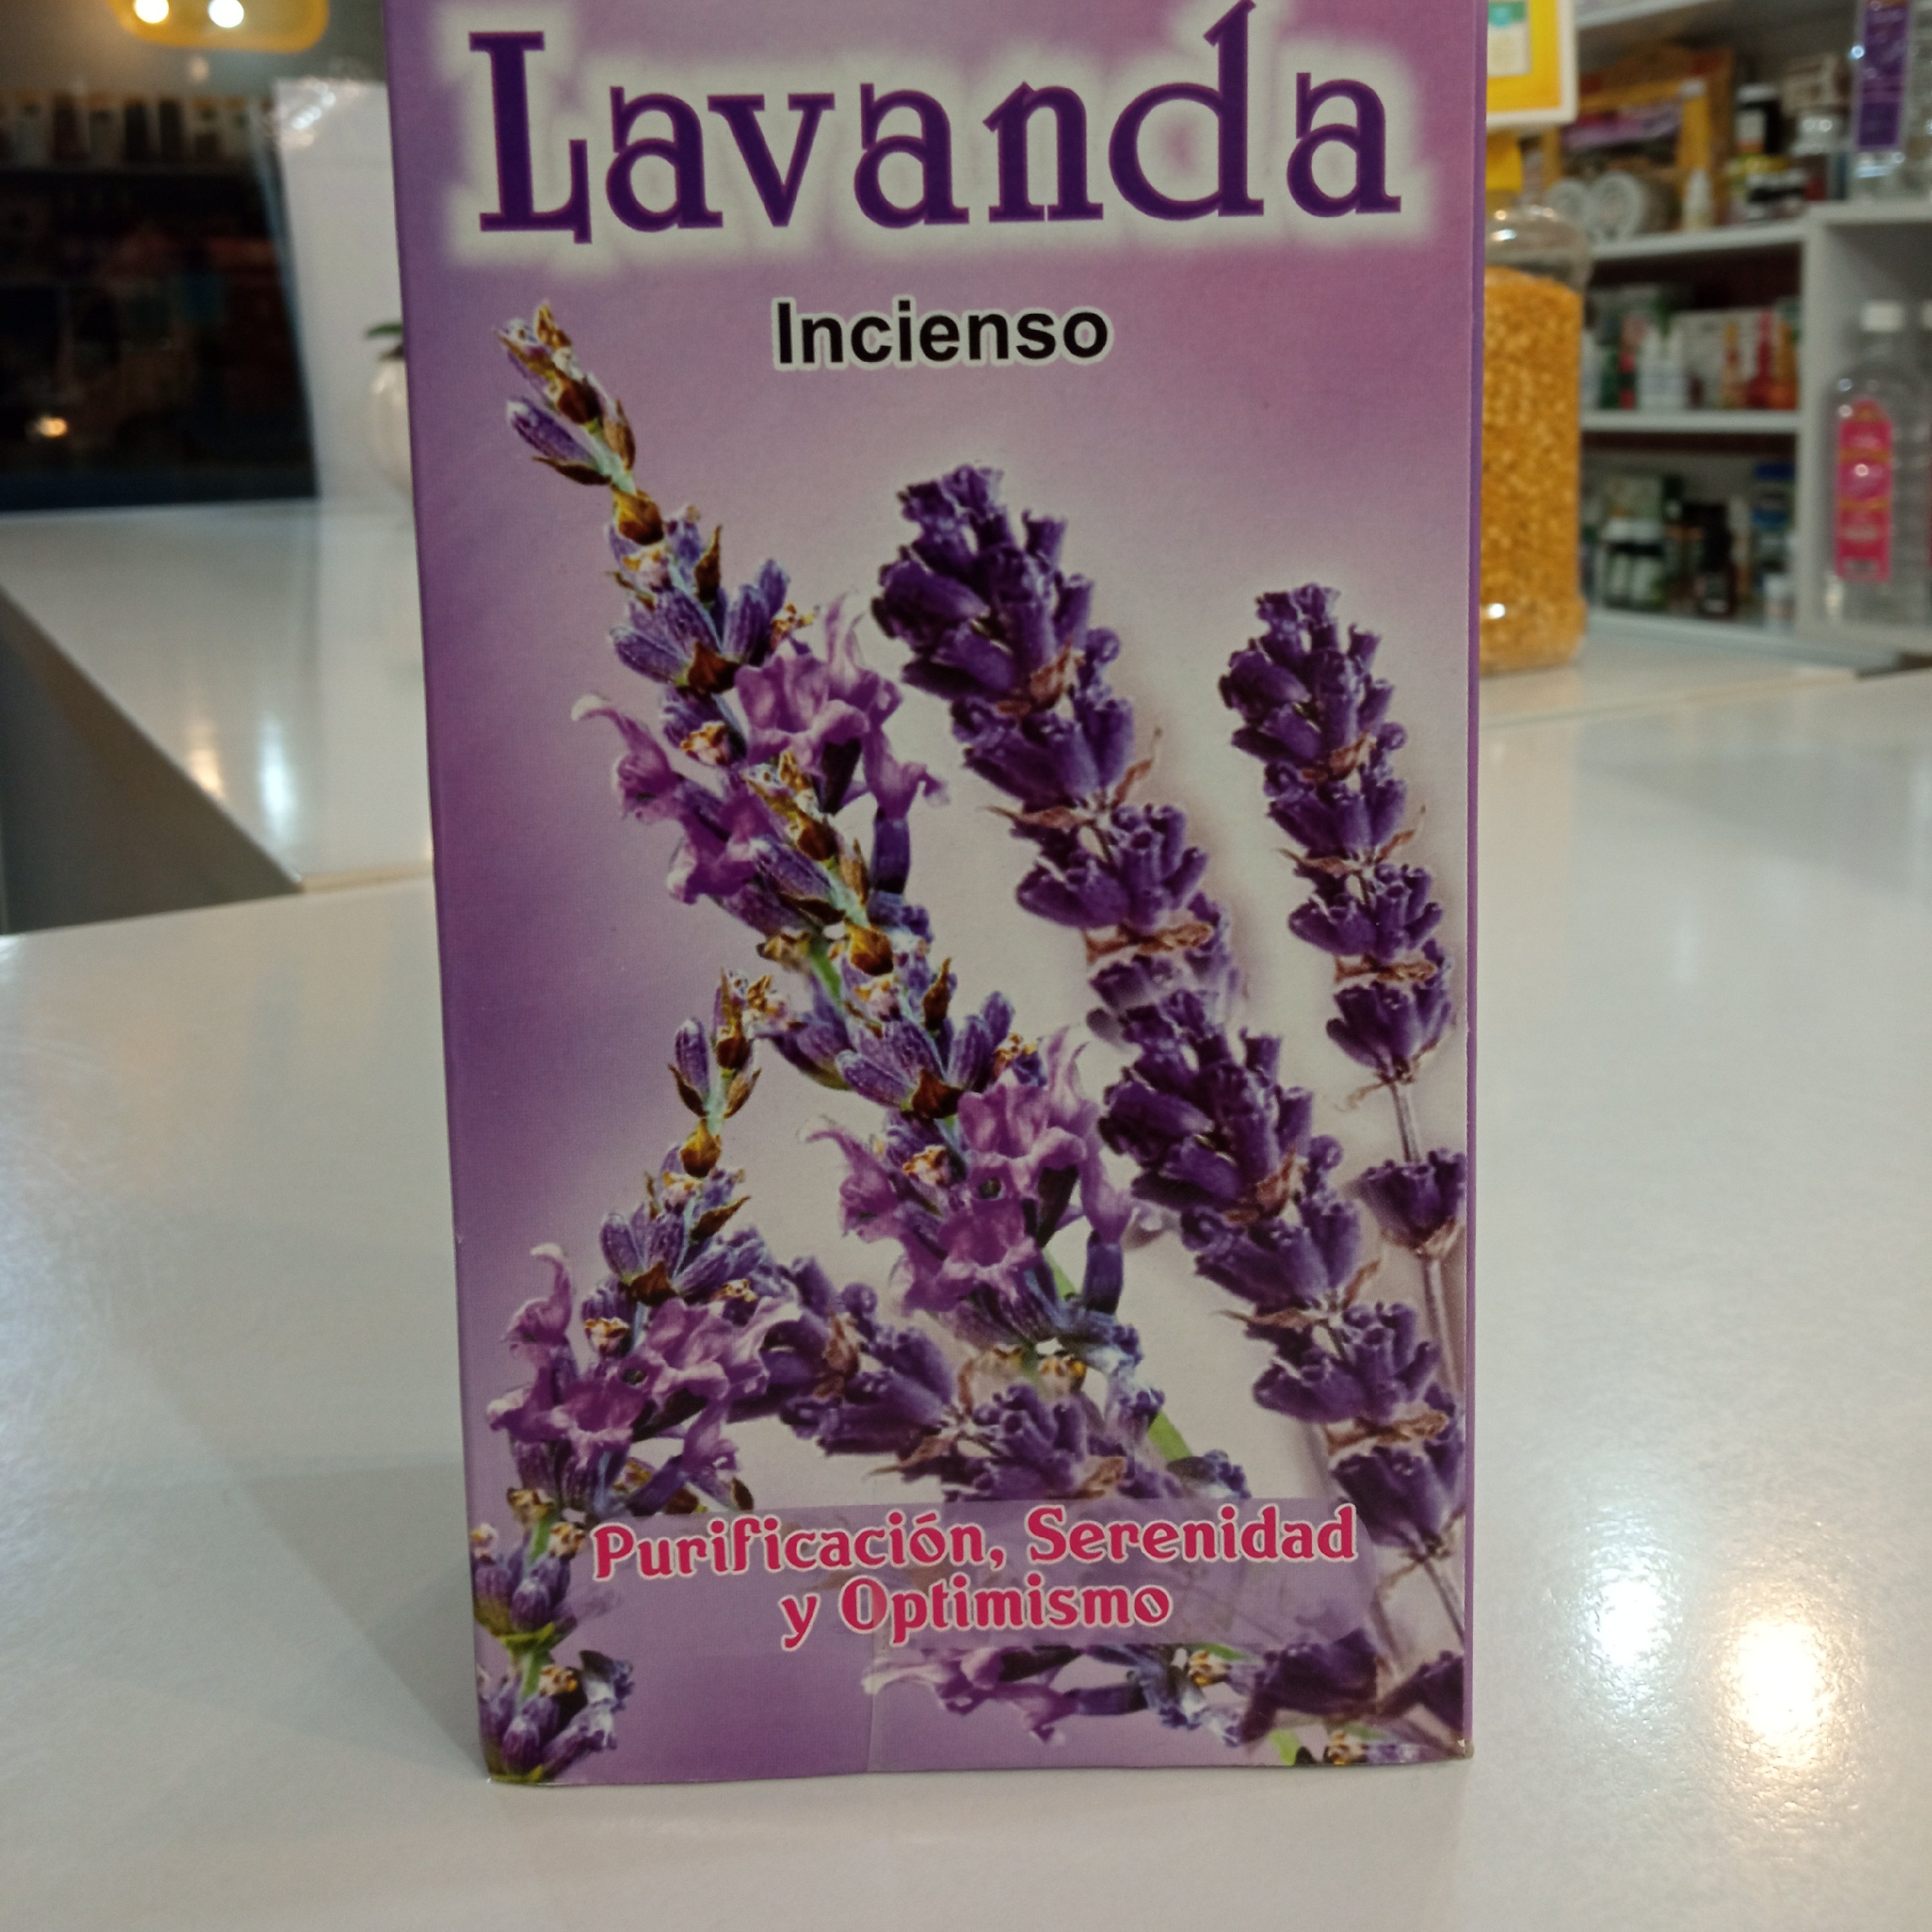 Lavanda
Incienso
Purificación, Serenidad
y Optimismo